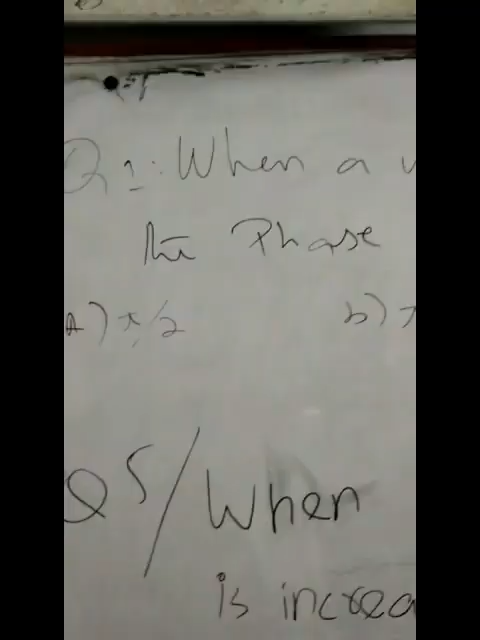 Q1: When a
the Phase
A) π/2 b) π
Q5/ When
is increa